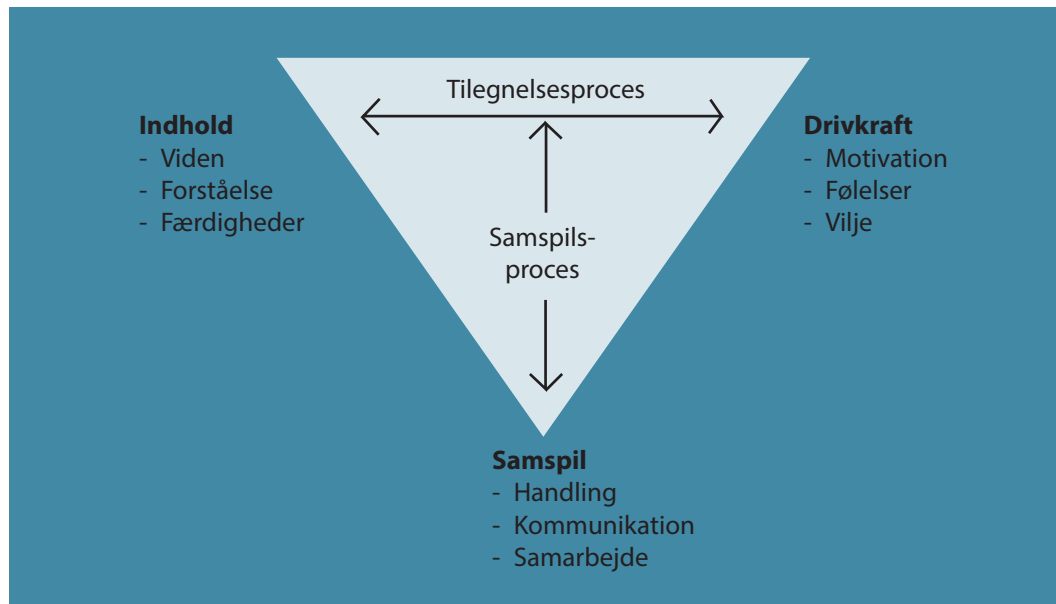 Tilegnelsesproces
Indhold
- Viden
- Forståelse
- Færdigheder
Drivkraft
- Motivation
- Følelser
- Vilje
Samspils-
proces
Samspil
- Handling
- Kommunikation
- Samarbejde